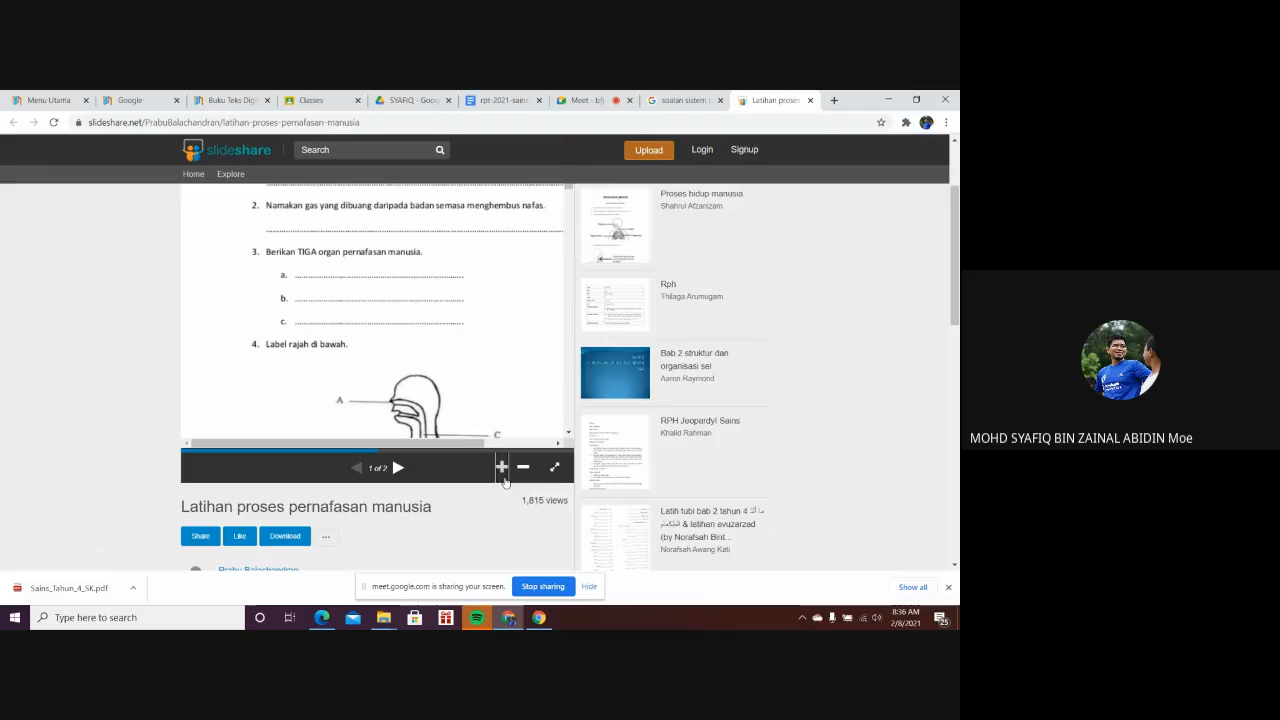 Menu Utama
Google
Buku Teks Digi
Classes
SYAFIQ - Goog
rpt-2021-sain
Meet - bfj
soalan sistem p
Latihan proses
slideshare.net/PrabuBalachandran/latihan-proses-pernafasan-manusia
slideshare
Search
Upload
Login
Signup
Home
Explore
2. Namakan gas yang dibuang daripada badan semasa menghembus nafas.
3. Berikan TIGA organ pernafasan manusia.
a.
b.
c.
4. Label rajah di bawah.
A
C
1 of 2
Latihan proses pernafasan manusia
1,815 views
Share
Like
Download
Prabu Balachandran
Proses hidup manusia
Shahrul Afzanizam
Rph
Thilaga Arumugam
Bab 2 struktur dan
organisasi sel
Aaron Raymond
RPH Jeopardyl Sains
Khalid Rahman
Latih tubi bab 2 tahun 4
& latihan avuzarzad
(by Norafsah Bint...
Norafsah Awang Kati
Sains_Tahun_4_SK.pdf
meet.google.com is sharing your screen.
Stop sharing
Hide
Show all
Type here to search
8:36 AM
2/8/2021
25
MOHD SYAFIQ BIN ZAINAL ABIDIN Moe